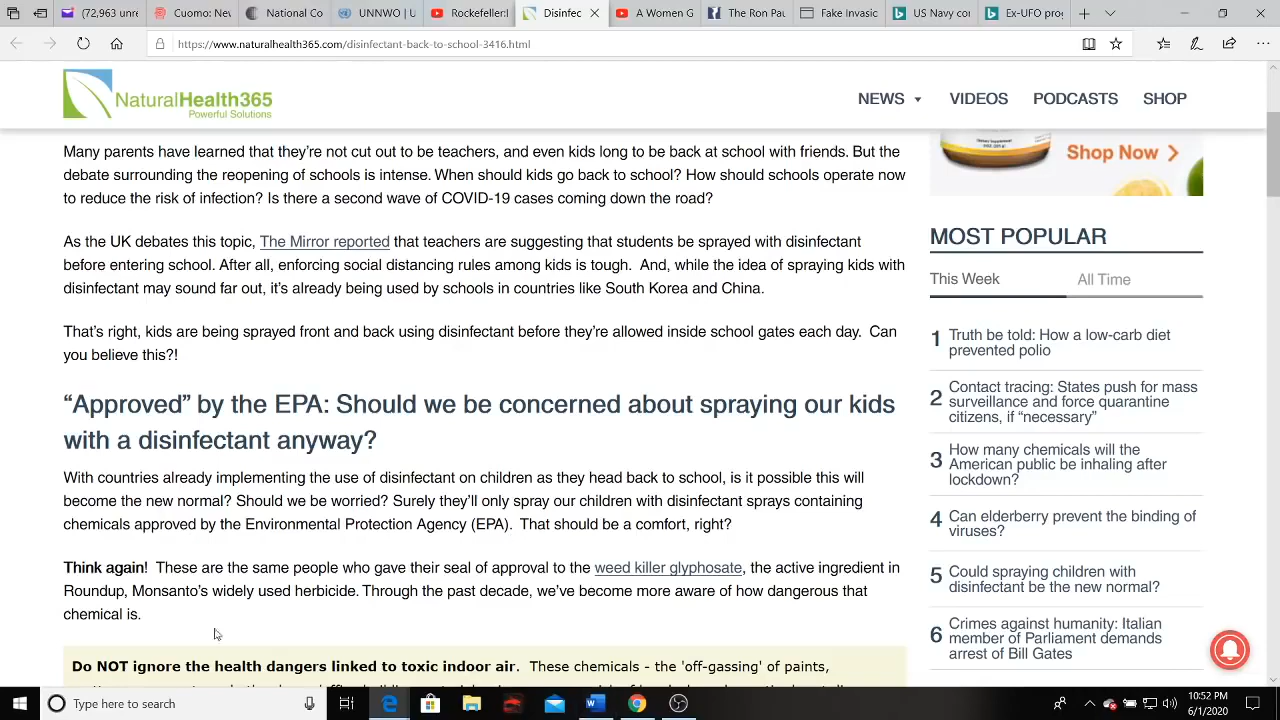 (7,963 unre
Cuomo: Net
National Co
UNNWO | U
Rockefelleri
Disinfec
A Women G
The Ron Pau
Fake Invasic
US Navy con
Ex-UFO proj
https://www.naturalhealth365.com/disinfectant-back-to-school-3416.html
NaturalHealth365
Powerful Solutions
NEWS VIDEOS PODCASTS SHOP
Many parents have learned that they're not cut out to be teachers, and even kids long to be back at school with friends. But the
debate surrounding the reopening of schools is intense. When should kids go back to school? How should schools operate now
to reduce the risk of infection? Is there a second wave of COVID-19 cases coming down the road?
As the UK debates this topic, The Mirror reported that teachers are suggesting that students be sprayed with disinfectant
before entering school. After all, enforcing social distancing rules among kids is tough. And, while the idea of spraying kids with
disinfectant may sound far out, it's already being used by schools in countries like South Korea and China.
That's right, kids are being sprayed front and back using disinfectant before they're allowed inside school gates each day. Can
you believe this?!
“Approved” by the EPA: Should we be concerned about spraying our kids
with a disinfectant anyway?
With countries already implementing the use of disinfectant on children as they head back to school, is it possible this will
become the new normal? Should we be worried? Surely they'll only spray our children with disinfectant sprays containing
chemicals approved by the Environmental Protection Agency (EPA). That should be a comfort, right?
Think again! These are the same people who gave their seal of approval to the weed killer glyphosate, the active ingredient in
Roundup, Monsanto's widely used herbicide. Through the past decade, we've become more aware of how dangerous that
chemical is.
Do NOT ignore the health dangers linked to toxic indoor air. These chemicals - the 'off-gassing' of paints,
Shop Now
MOST POPULAR
This Week All Time
1 Truth be told: How a low-carb diet
prevented polio
2 Contact tracing: States push for mass
surveillance and force quarantine
citizens, if “necessary”
3 How many chemicals will the
American public be inhaling after
lockdown?
4 Can elderberry prevent the binding of
viruses?
5 Could spraying children with
disinfectant be the new normal?
6 Crimes against humanity: Italian
member of Parliament demands
arrest of Bill Gates
Type here to search
10:52 PM
6/1/2020